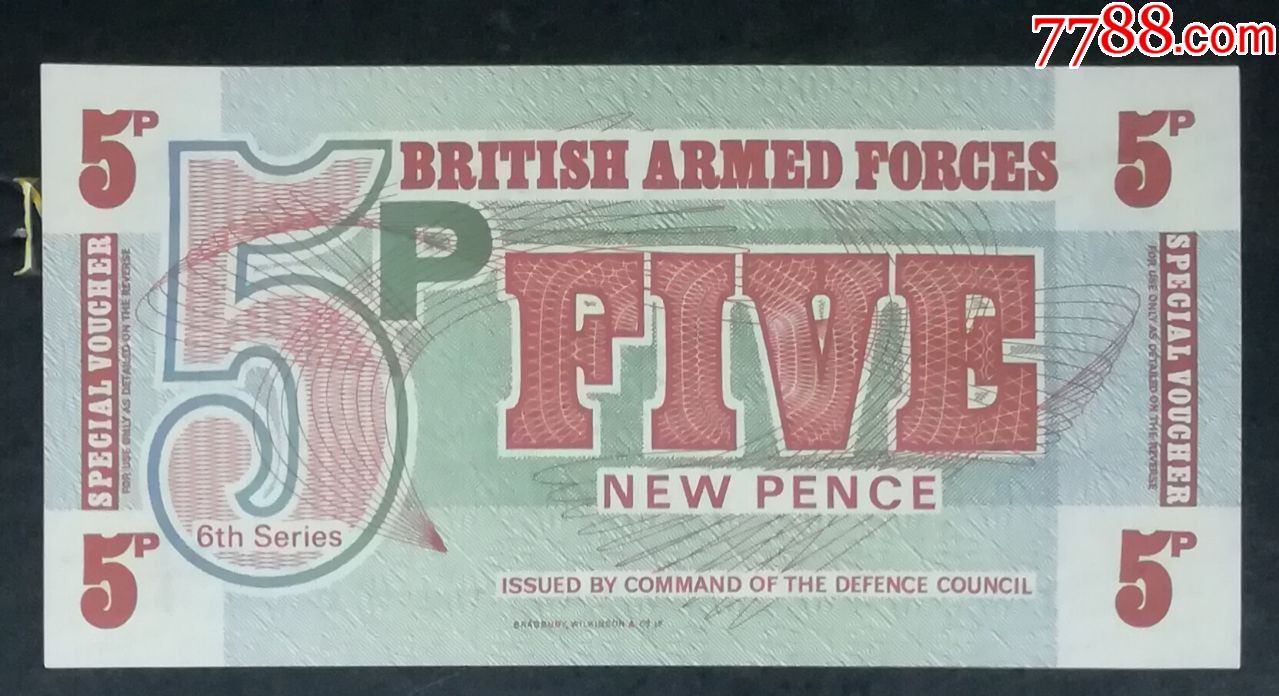 7788.com
5P
BRITISH ARMED FORCES
5P
5P
SPECIAL VOUCHER
FOR USE ONLY AS DETAILED ON THE REVERSE
FIVE
NEW PENCE
SPECIAL VOUCHER
FOR USE ONLY AS DETAILED ON THE REVERSE
6th Series
5P
ISSUED BY COMMAND OF THE DEFENCE COUNCIL
5P
BRADBURY, WILKINSON & Co Ld